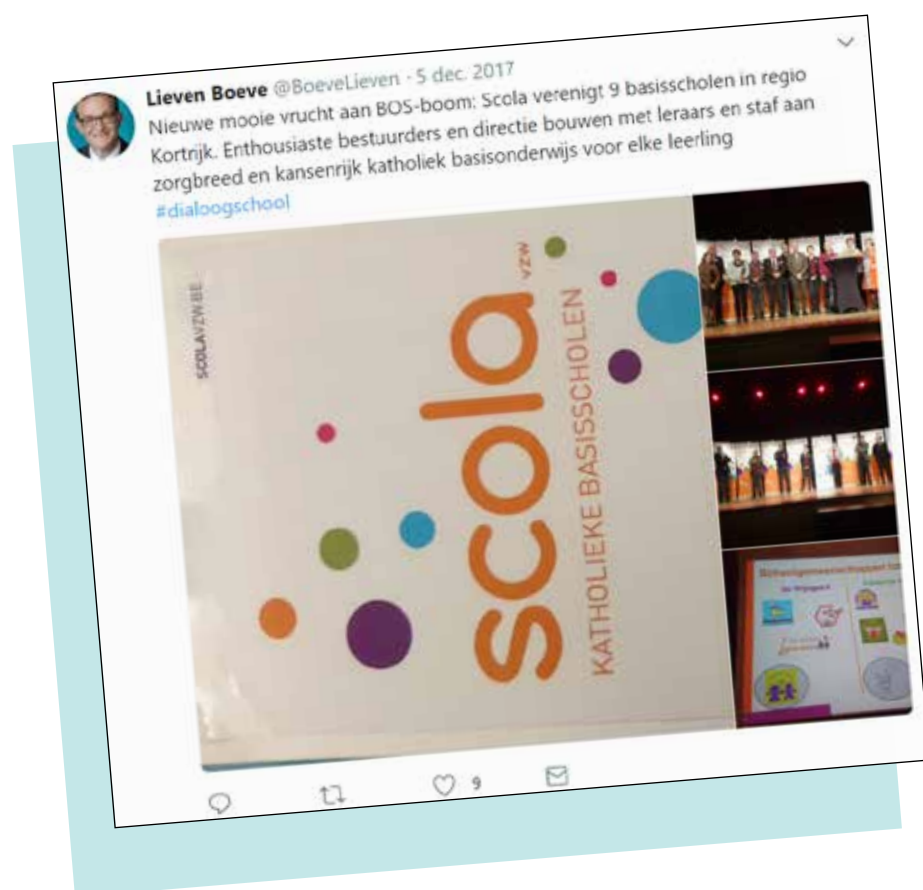 Lieven Boeve @BoeveLieven · 5 dec. 2017
Nieuwe mooie vrucht aan BOS-boom: Scola verenigt 9 basisscholen in regio
Kortrijk. Enthousiaste bestuurders en directie bouwen met leraars en staf aan
zorgbreed en kansenrijk katholiek basisonderwijs voor elke leerling
#dialoogschool
SCOLAVZW.BE
scola vzw
KATHOLIEKE BASISSCHOLEN
9